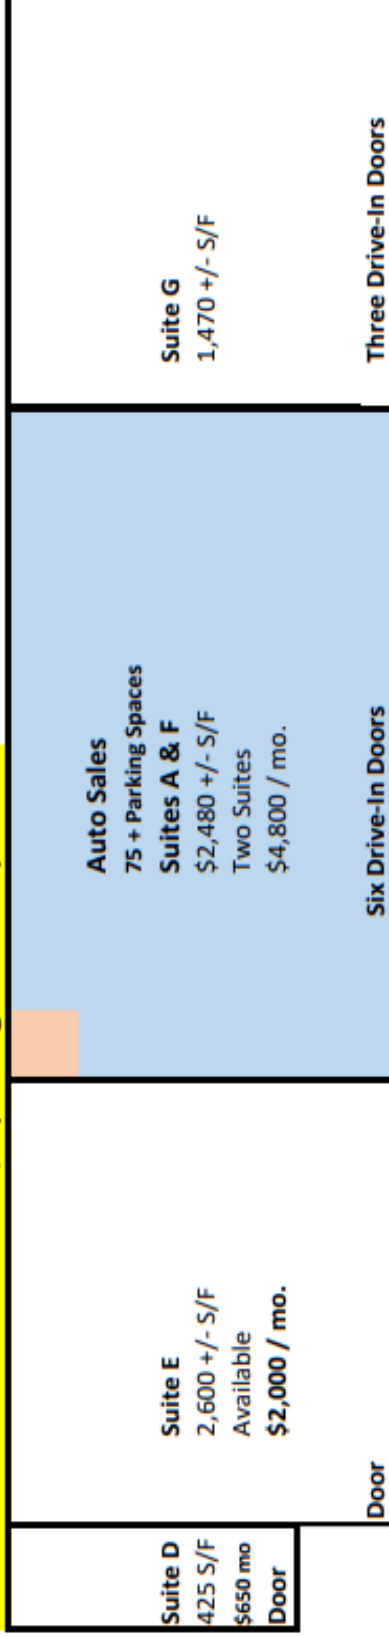 Suite D
425 S/F
$650 mo
Door
Suite E
2,600 +/- S/F
Available
$2,000 / mo.
Door
Auto Sales
75 + Parking Spaces
Suites A & F
$2,480 +/- S/F
Two Suites
$4,800 / mo.
Six Drive-In Doors
Suite G
1,470 +/- S/F
Three Drive-In Doors